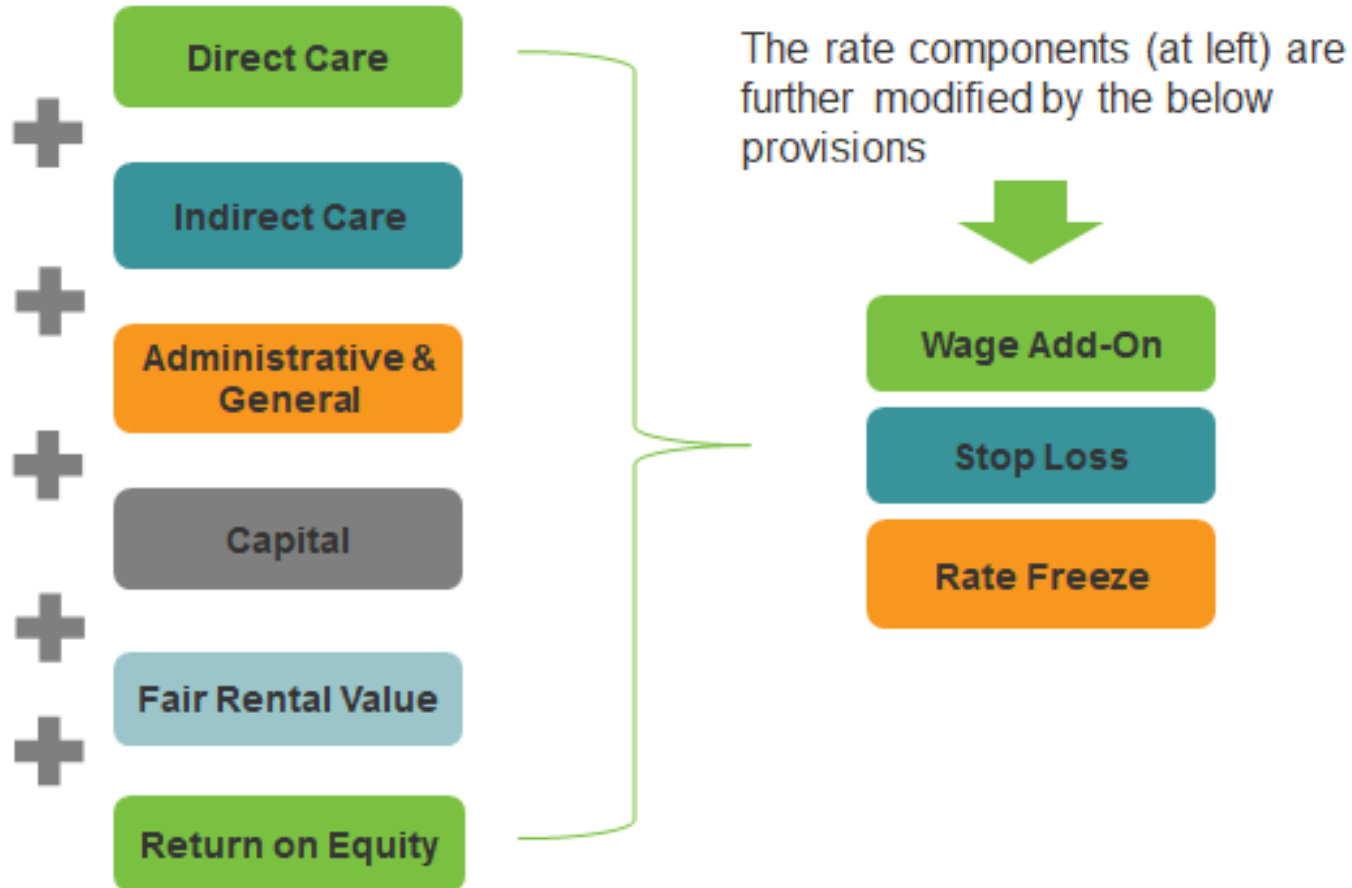 Direct Care
Indirect Care
Administrative &
General
Capital
Fair Rental Value
Return on Equity
The rate components (at left) are
further modified by the below
provisions
Wage Add-On
Stop Loss
Rate Freeze